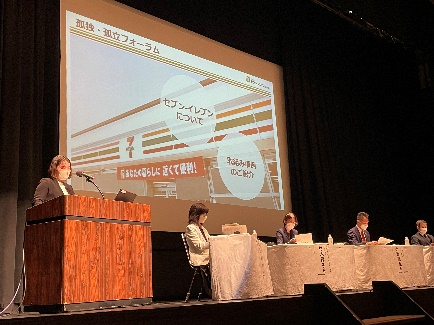 孤独・孤立フォーラム
セブン‐イレブン
について
取組み事例
のご紹介
7
あなたの暮らしに 近くて便利!